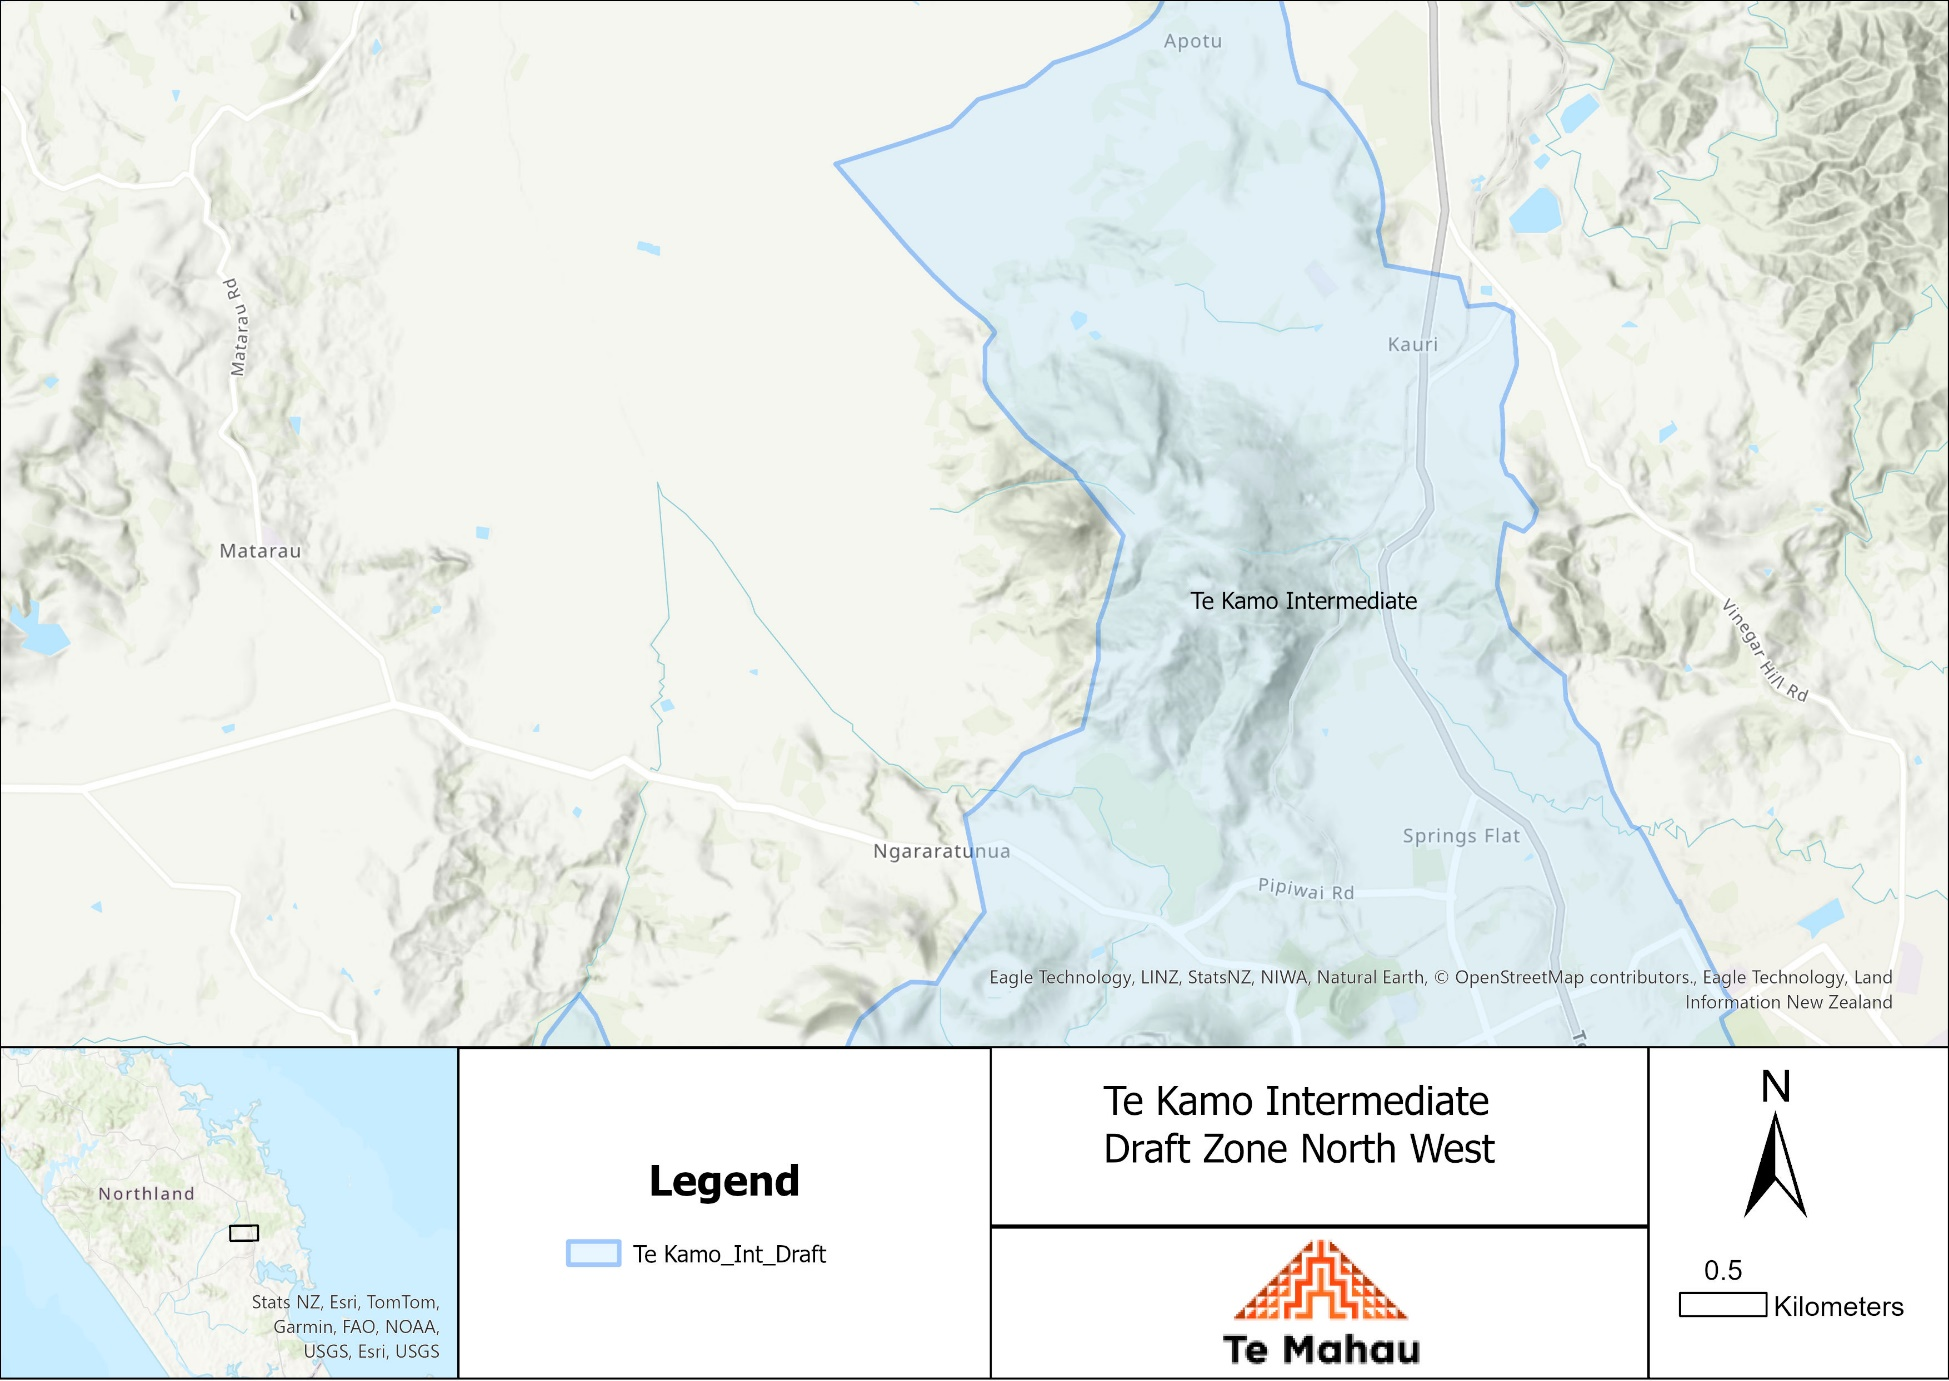 Apotu
Matarau Rd
Kauri
Matarau
Te Kamo Intermediate
Vinegar Hill Rd
Springs Flat
Ngararatunua
Pipiwai Rd
Eagle Technology, LINZ, StatsNZ, NIWA, Natural Earth, © OpenStreetMap contributors., Eagle Technology, Land
Information New Zealand
Northland
Stats NZ, Esri, TomTom,
Garmin, FAO, NOAA,
USGS, Esri, USGS
Legend
Te Kamo_Int_Draft
Te Kamo Intermediate
Draft Zone North West
Te Mahau
N
0.5
Kilometers